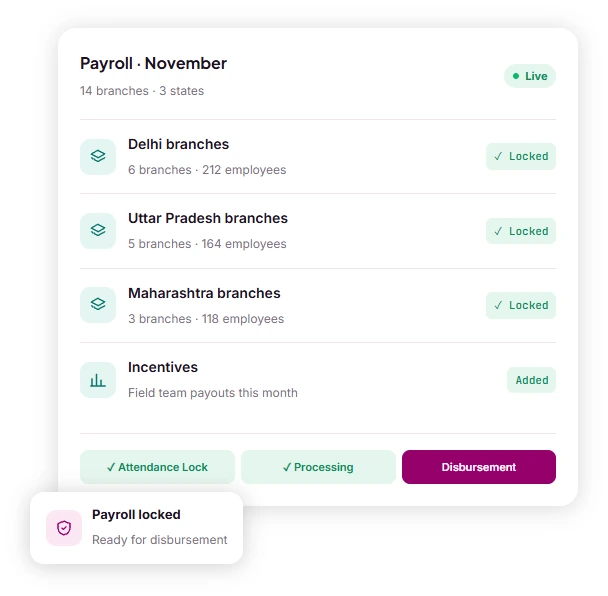 Payroll · November
14 branches · 3 states
Live
Delhi branches
6 branches · 212 employees
✓ Locked
Uttar Pradesh branches
5 branches · 164 employees
✓ Locked
Maharashtra branches
3 branches · 118 employees
✓ Locked
Incentives
Field team payouts this month
Added
✓ Attendance Lock
✓ Processing
Disbursement
Payroll locked
Ready for disbursement